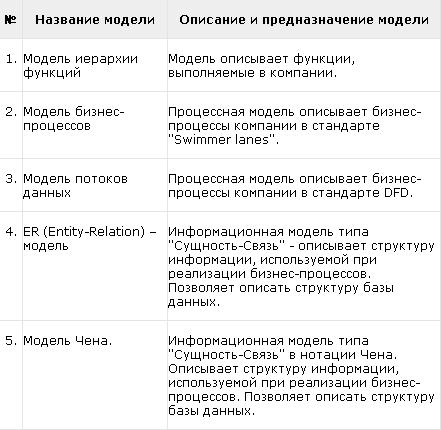 № Название модели Описание и предназначение модели
1. Модель иерархии функций Модель описывает функции,
выполняемые в компании.
2. Модель бизнес-
процессов
Процессная модель описывает бизнес-
процессы компании в стандарте
"Swimmer lanes".
3. Модель потоков
данных
Процессная модель описывает бизнес-
процессы компании в стандарте DFD.
4. ER (Entity-Relation) –
модель
Информационная модель типа
"Сущность-Связь" - описывает структуру
информации, используемой при
реализации бизнес-процессов.
Позволяет описать структуру базы
данных.
5. Модель Чена.
Информационная модель типа
"Сущность-Связь" в нотации Чена.
Описывает структуру информации,
используемой при реализации бизнес-
процессов. Позволяет описать структуру
базы данных.